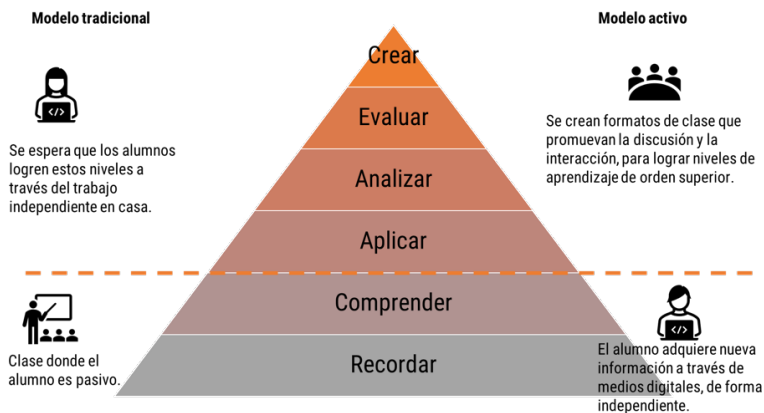 Modelo tradicional
Modelo activo
Crear
Evaluar
Analizar
Aplicar
Comprender
Recordar
Se espera que los alumnos
logren estos niveles a
través del trabajo
independiente en casa.
Se crean formatos de clase que
promuevan la discusión y la
interacción, para lograr niveles de
aprendizaje de orden superior.
Clase donde el
alumno es pasivo.
El alumno adquiere nueva
información a través de
medios digitales, de forma
independiente.